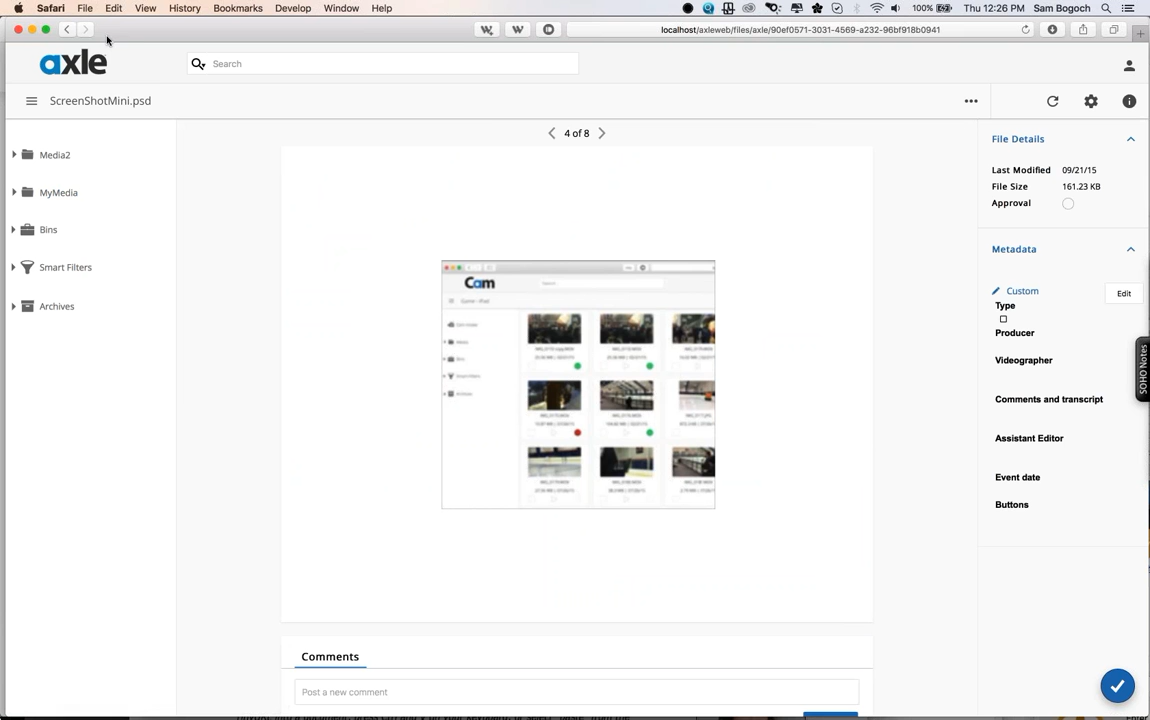 Safari File Edit View History Bookmarks Develop Window Help 100% Thu 12:26 PM Sam Bogoch
localhost/axleweb/files/axle/90ef0571-3031-4569-a232-96bf918b0941
axle
Search
ScreenShotMini.psd
Media2
MyMedia
Bins
Smart Filters
Archives
4 of 8
Cam
File Details
Last Modified 09/21/15
File Size 161.23 KB
Approval
Metadata
Custom
Edit
Type
Producer
Videographer
Comments and transcript
Assistant Editor
Event date
Buttons
SOHO Notes
Comments
Post a new comment